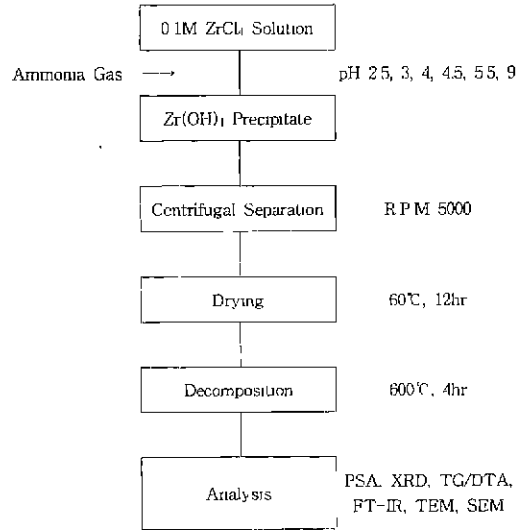 0.1M ZrCl₄ Solution
Ammonia Gas → pH 2.5, 3, 4, 4.5, 5.5, 9
Zr(OH)₄ Precipitate
Centrifugal Separation R P M 5000
Drying 60℃, 12hr
Decomposition 600℃, 4hr
Analysis
PSA, XRD, TG/DTA,
FT-IR, TEM, SEM